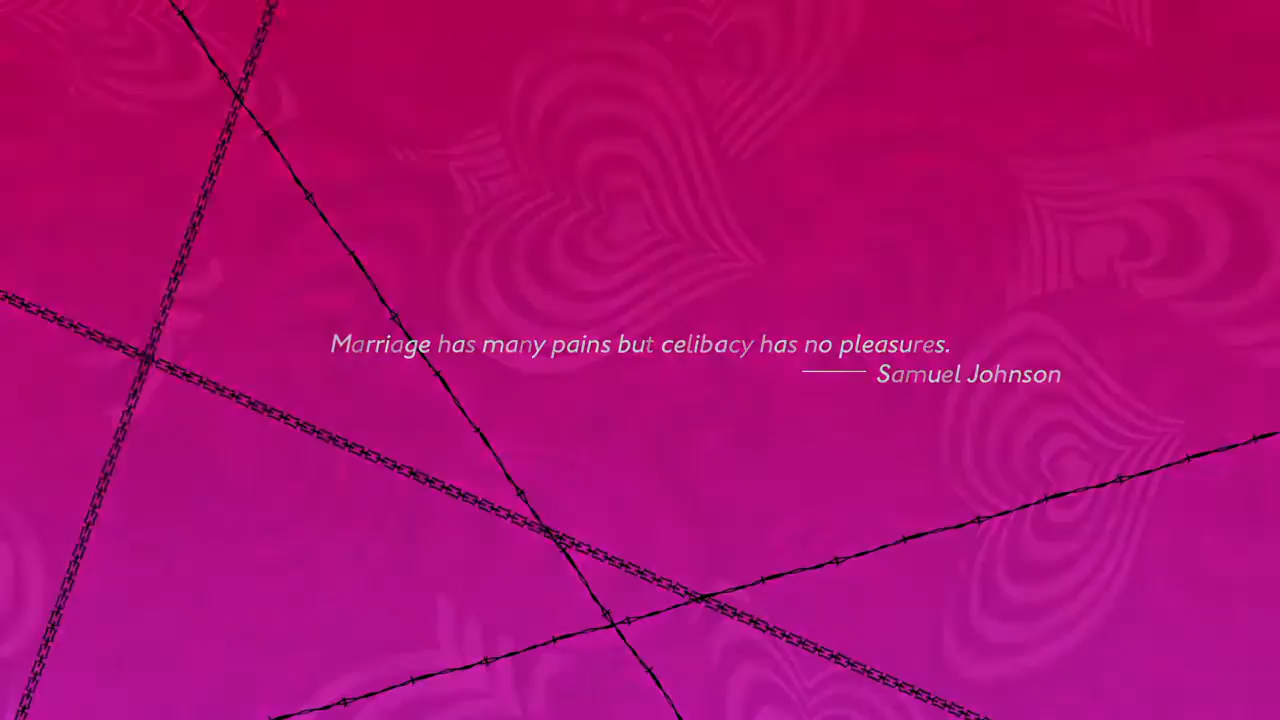 Marriage has many pains but celibacy has no pleasures.
Samuel Johnson